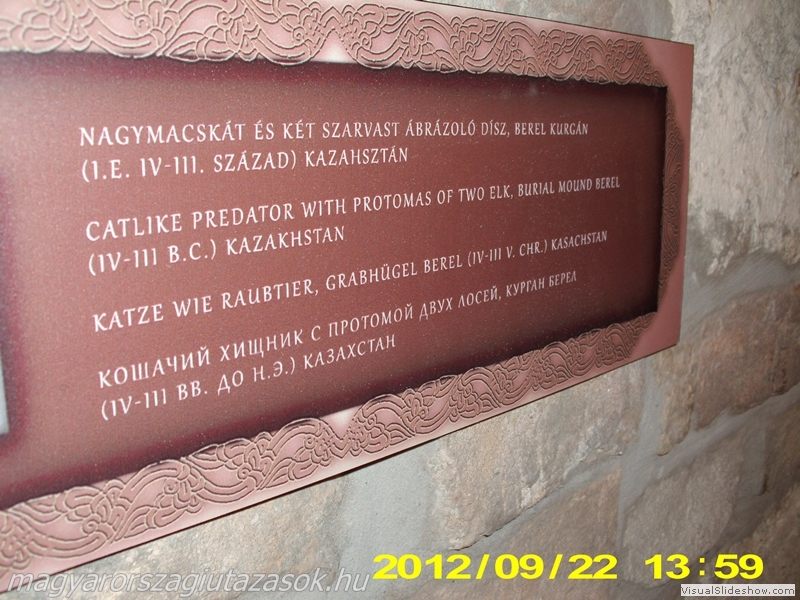 NAGYMACSKÁT ÉS KÉT SZARVAST ÁBRÁZOLÓ DÍSZ, BEREL KURGÁN
(I.E. IV-III. SZÁZAD) KAZAHSZTÁN
CATLIKE PREDATOR WITH PROTOMAS OF TWO ELK, BURIAL MOUND BEREL
(IV-III B.C.) KAZAKHSTAN
KATZE WIE RAUBTIER, GRABHÜGEL BEREL (IV-III V. CHR.) KASACHSTAN
КОШАЧИЙ ХИЩНИК С ПРОТОМОЙ ДВУХ ЛОСЕЙ, КУРГАН БЕРЕЛ
(IV-III ВВ. ДО Н.Э.) КАЗАХСТАН
magyarorszagiutazasok.hu
2012/09/22 13:59
VisualSlideshow.com